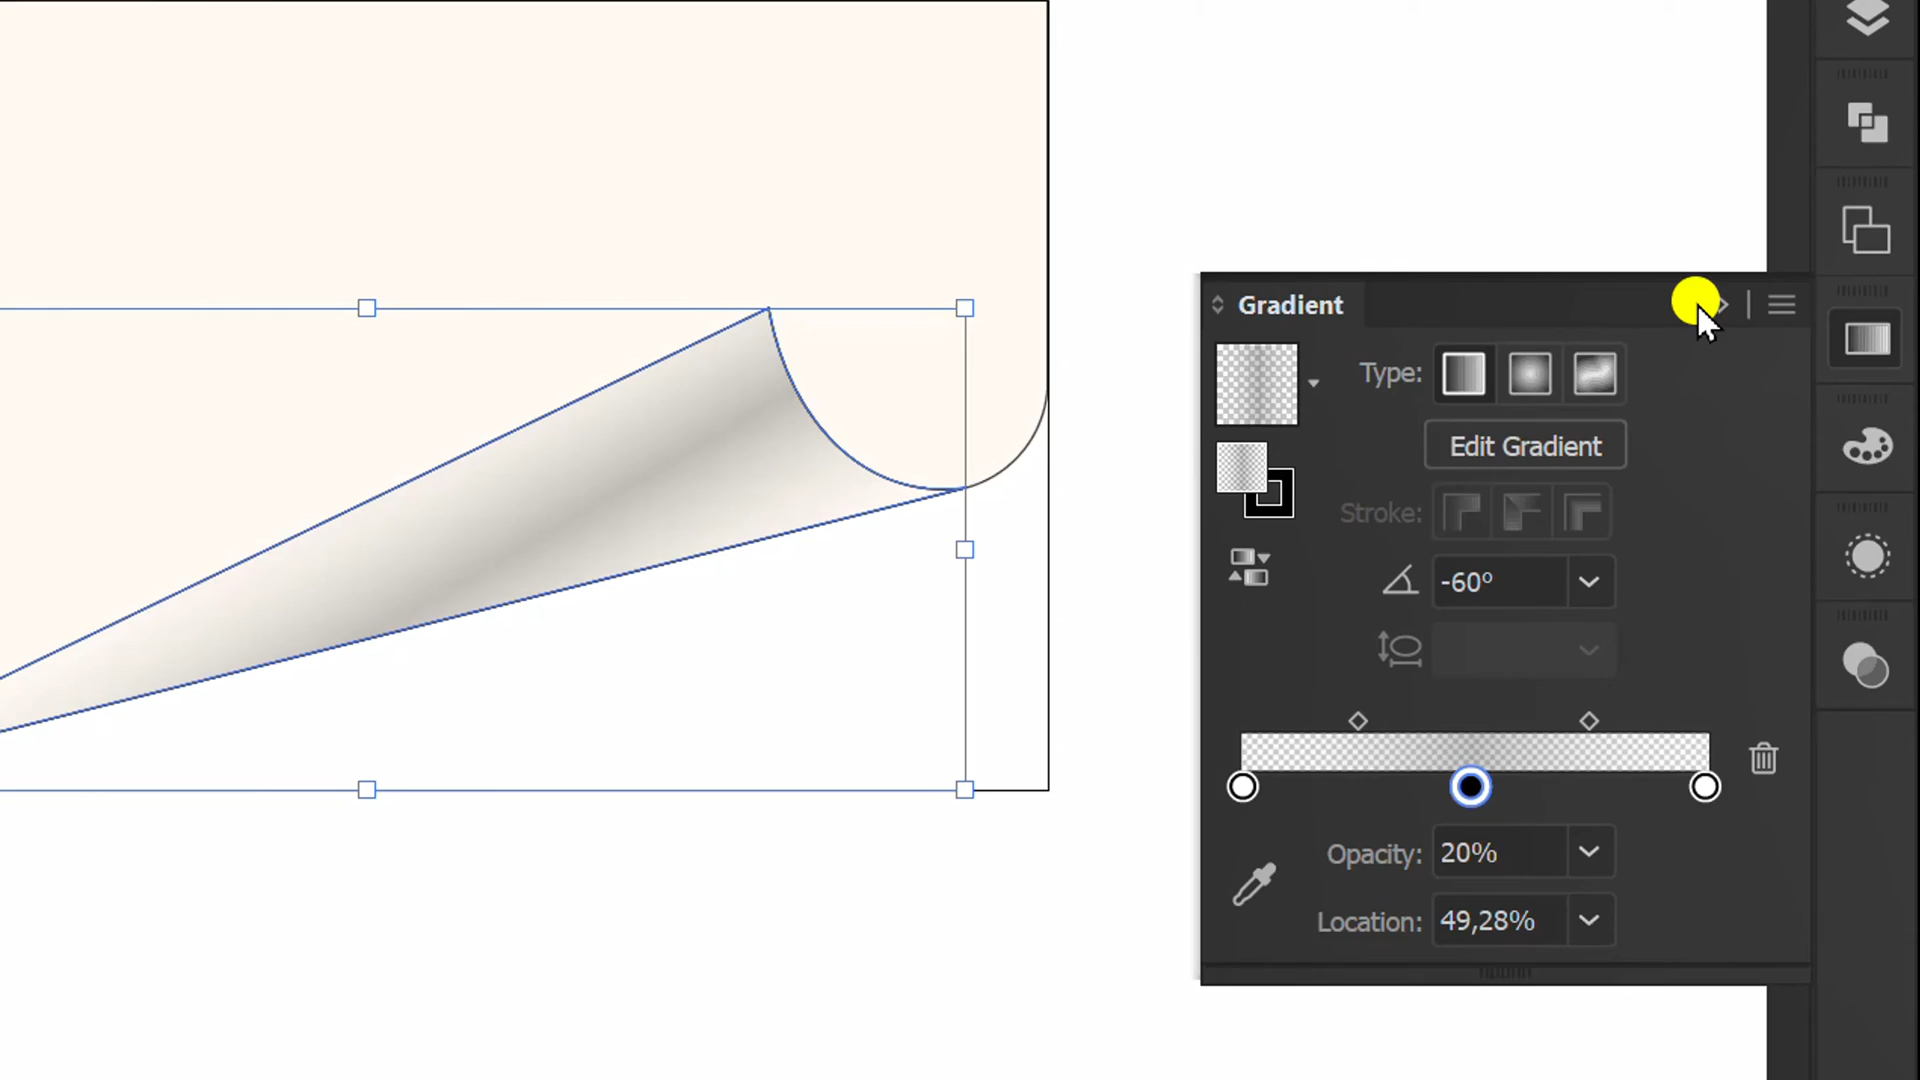 Gradient
Type:
Edit Gradient
Stroke:
-60°
Opacity: 20%
Location: 49,28%